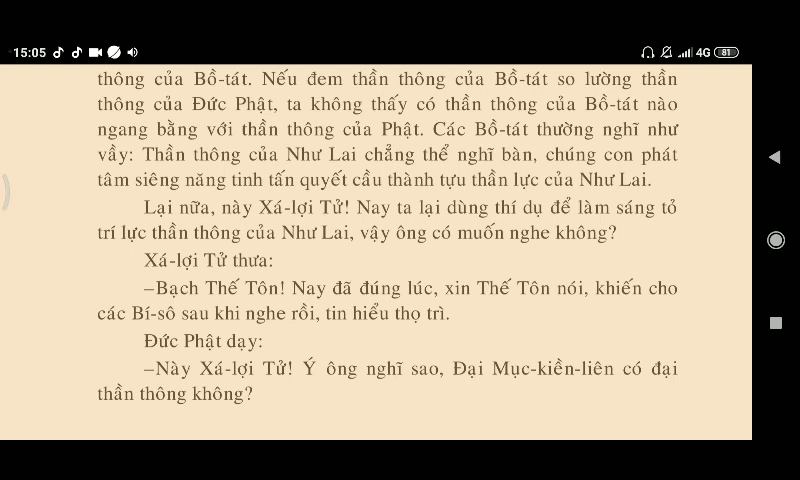 15:05
4G 81
thông của Bồ-tát. Nếu đem thần thông của Bồ-tát so lường thần
thông của Đức Phật, ta không thấy có thần thông của Bồ-tát nào
ngang bằng với thần thông của Phật. Các Bồ-tát thường nghĩ như
vầy: Thần thông của Như Lai chẳng thể nghĩ bàn, chúng con phát
tâm siêng năng tinh tấn quyết cầu thành tựu thần lực của Như Lai.
Lại nữa, này Xá-lợi Tử! Nay ta lại dùng thí dụ để làm sáng tỏ
trí lực thần thông của Như Lai, vậy ông có muốn nghe không?
Xá-lợi Tử thưa:
–Bạch Thế Tôn! Nay đã đúng lúc, xin Thế Tôn nói, khiến cho
các Bí-sô sau khi nghe rồi, tin hiểu thọ trì.
Đức Phật dạy:
–Này Xá-lợi Tử! Ý ông nghĩ sao, Đại Mục-kiền-liên có đại
thần thông không?